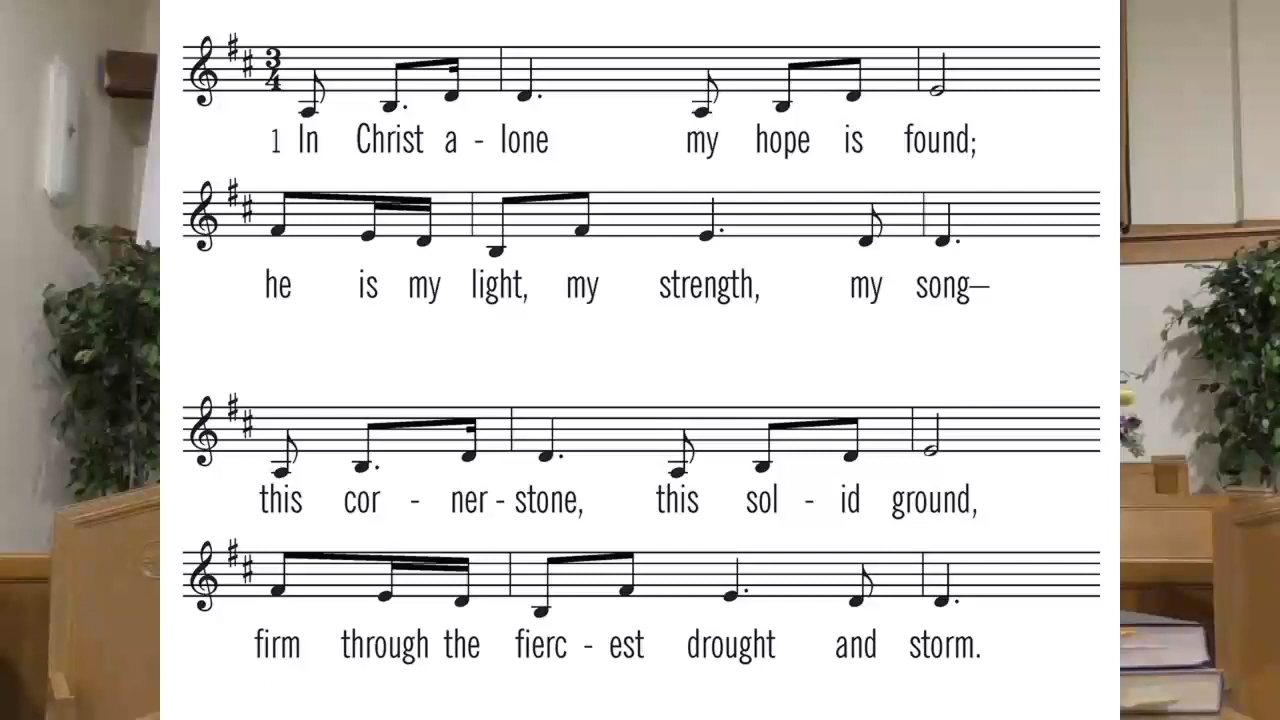 3
4
1 In Christ a - lone my hope is found;
he is my light, my strength, my song—
this cor - ner - stone, this sol - id ground,
firm through the fierc - est drought and storm.